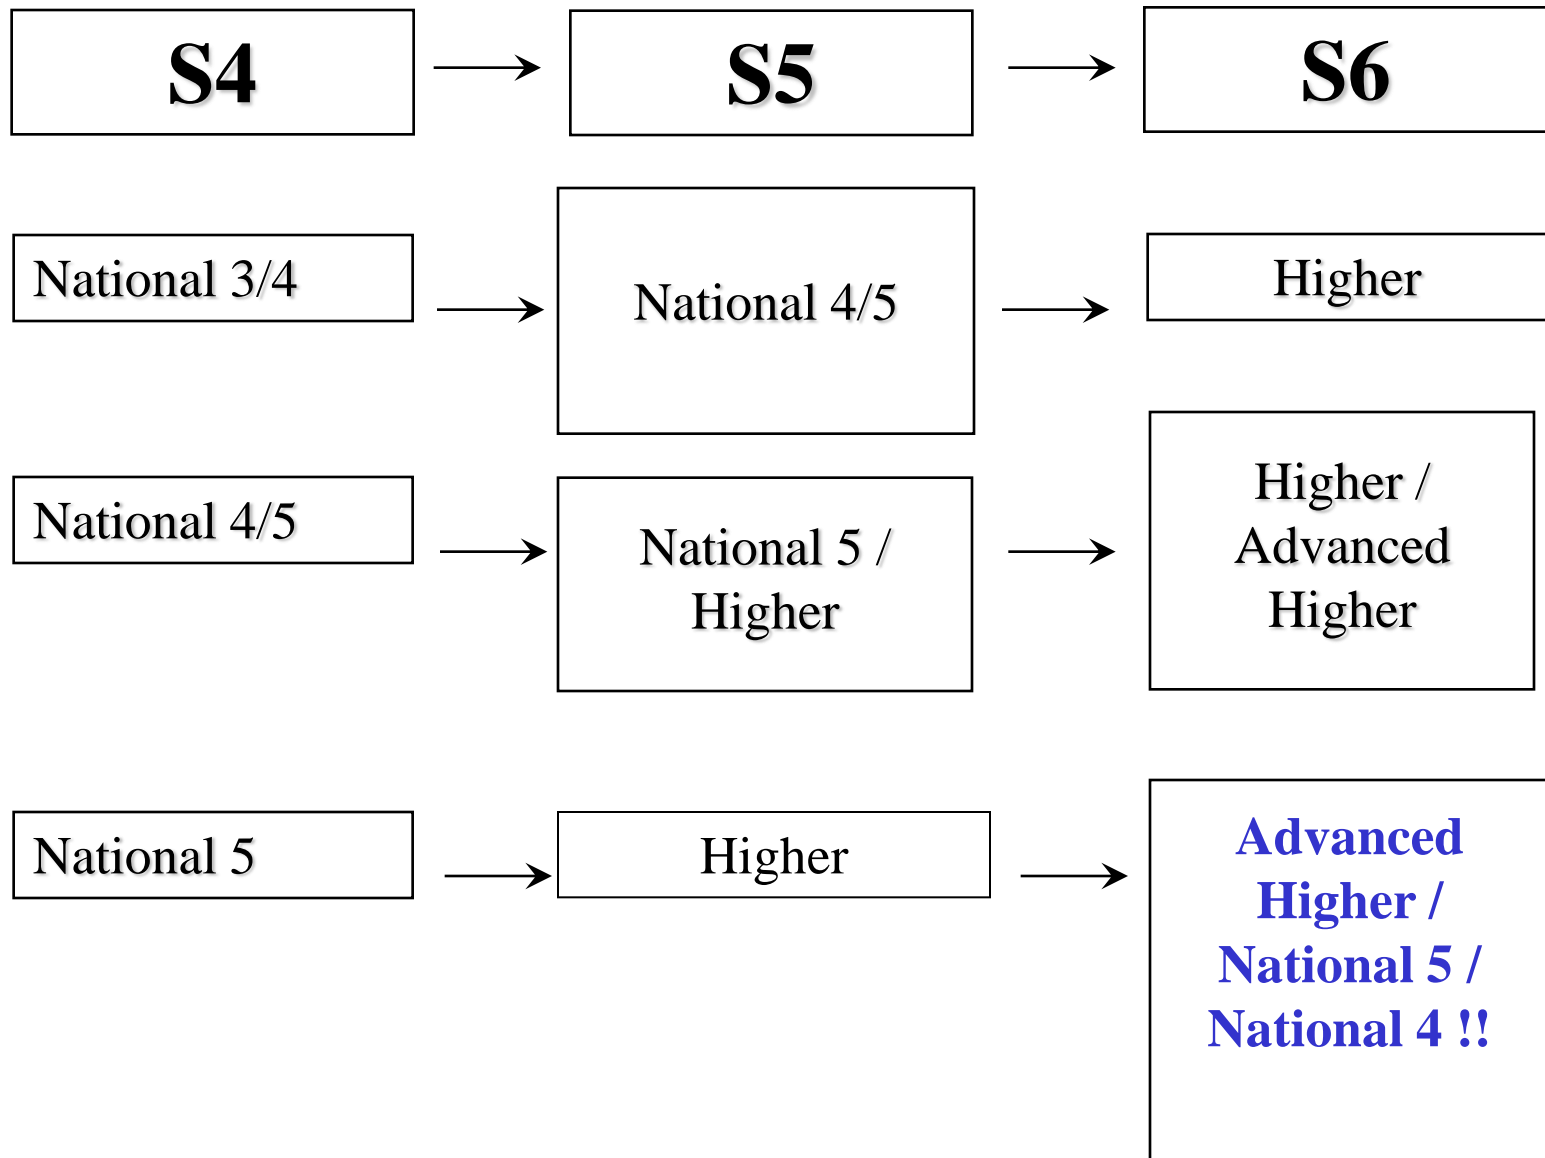 S4
S5
S6
National 3/4
National 4/5
Higher
National 4/5
National 5 /
Higher
Higher /
Advanced
Higher
National 5
Higher
Advanced
Higher /
National 5 /
National 4 !!